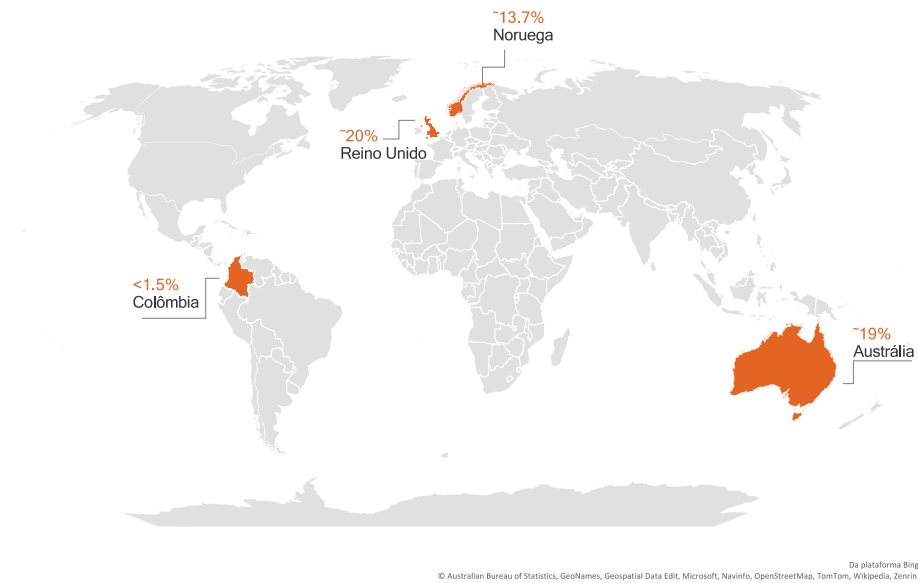 ~13.7%
Noruega
~20%
Reino Unido
<1.5%
Colômbia
~19%
Austrália
Da plataforma Bing
© Australian Bureau of Statistics, GeoNames, Geospatial Data Edit, Microsoft, Navinfo, OpenStreetMap, TomTom, Wikipedia, Zenrin